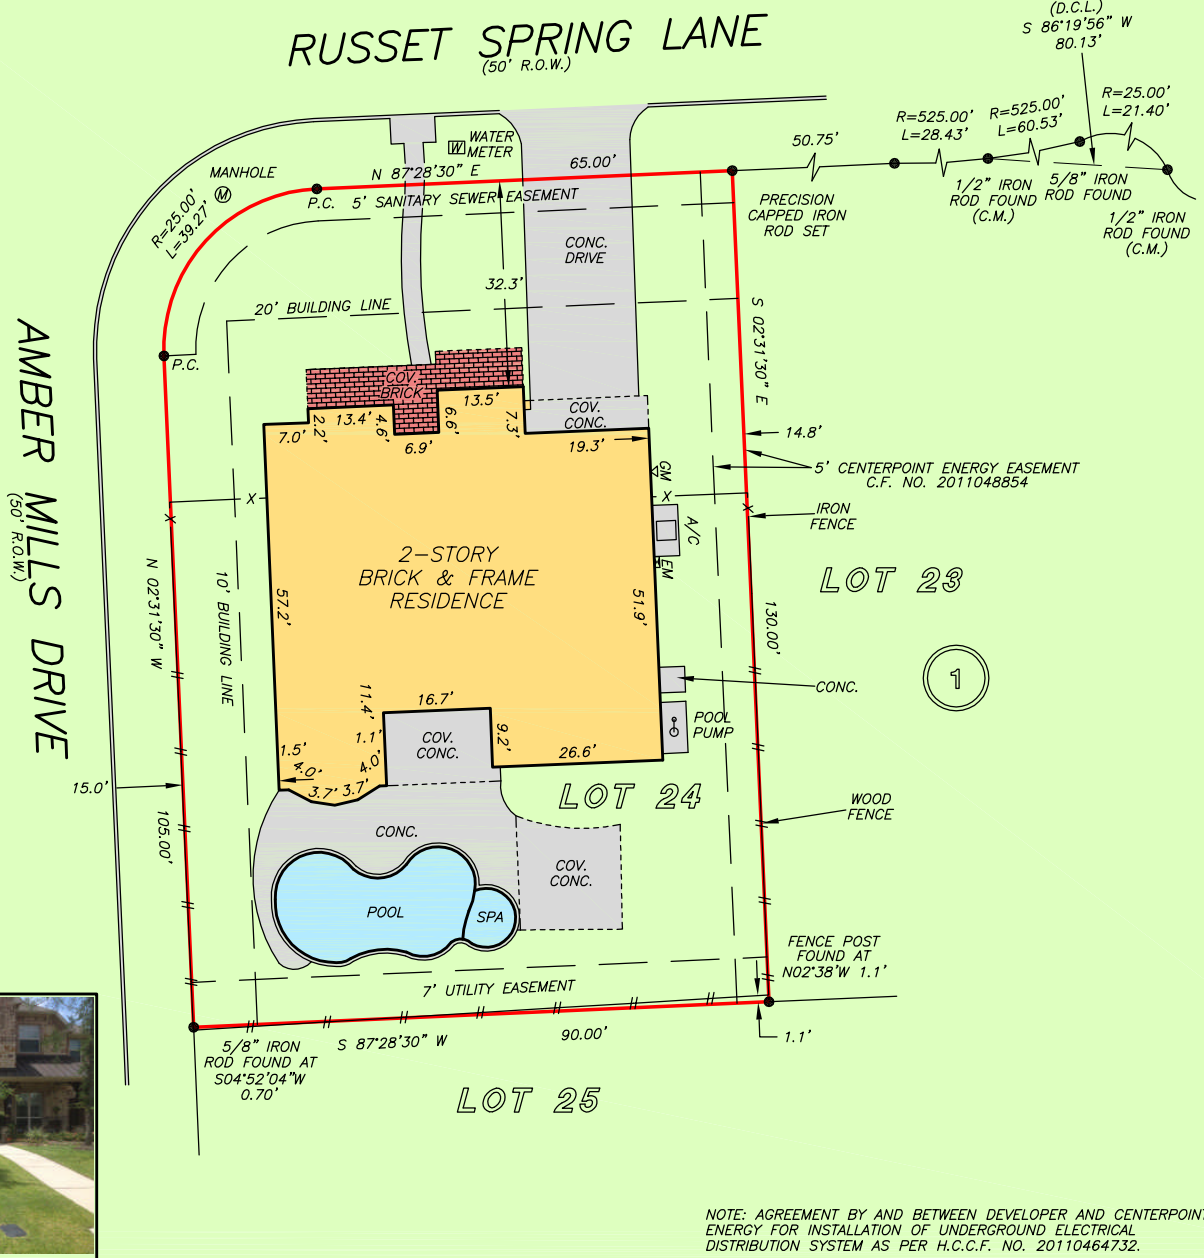 RUSSET SPRING LANE
(50' R.O.W.)
(D.C.L.)
S 86°19'56" W
80.13'
R=25.00'
L=21.40'
R=525.00'
L=60.53'
R=525.00'
L=28.43'
50.75'
WATER
METER
W
65.00'
N 87°28'30" E
MANHOLE
M
R=25.00'
L=39.27'
P.C.
5' SANITARY SEWER EASEMENT
PRECISION
CAPPED IRON
ROD SET
1/2" IRON
ROD FOUND
(C.M.)
5/8" IRON
ROD FOUND
1/2" IRON
ROD FOUND
(C.M.)
CONC.
DRIVE
32.3'
20' BUILDING LINE
S 02°31'30" E
P.C.
AMBER MILLS DRIVE
(50' R.O.W.)
COV.
BRICK
13.5'
13.4'
2.2'
4.6'
6.6'
7.3'
7.0'
6.9'
COV.
CONC.
19.3'
14.8'
GM
5' CENTERPOINT ENERGY EASEMENT
C.F. NO. 2011048854
X
X
X
X
IRON
FENCE
A/C
EM
2-STORY
BRICK & FRAME
RESIDENCE
LOT 23
N 02°31'30" W
10' BUILDING LINE
57.2'
51.9'
130.00'
1
CONC.
16.7'
11.4'
1.1'
9.2'
COV.
CONC.
POOL
PUMP
26.6'
1.5'
4.0'
4.0'
3.7'
3.7'
15.0'
105.00'
LOT 24
WOOD
FENCE
CONC.
COV.
CONC.
POOL
SPA
FENCE POST
FOUND AT
N02°38'W 1.1'
7' UTILITY EASEMENT
1.1'
S 87°28'30" W
90.00'
5/8" IRON
ROD FOUND AT
S04°52'04"W
0.70'
LOT 25
NOTE: AGREEMENT BY AND BETWEEN DEVELOPER AND CENTERPOINT
ENERGY FOR INSTALLATION OF UNDERGROUND ELECTRICAL
DISTRIBUTION SYSTEM AS PER H.C.C.F. NO. 20110464732.